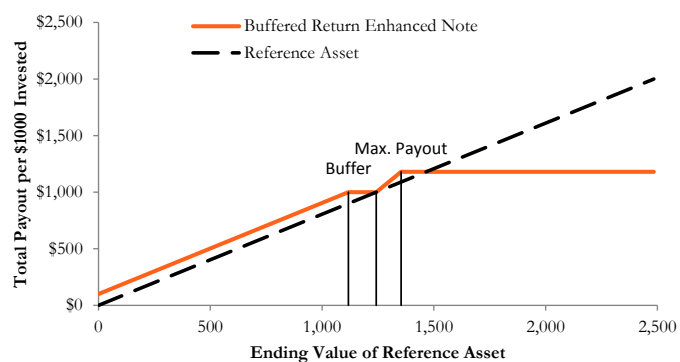 $2,500
$2,000
$1,500
$1,000
$500
$0
Total Payout per $1000 Invested
Buffered Return Enhanced Note
Reference Asset
Max. Payout
Buffer
0
500
1,000
1,500
2,000
2,500
Ending Value of Reference Asset